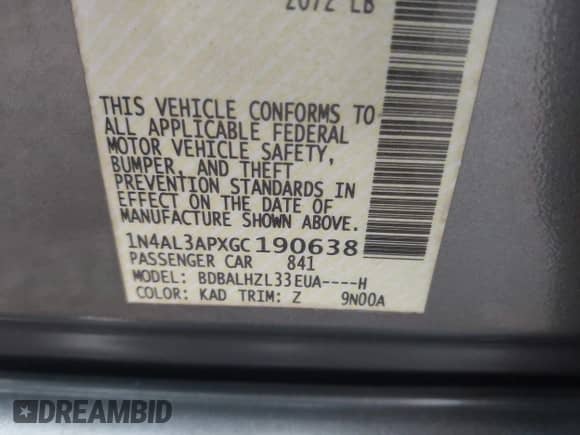 2072 LB
THIS VEHICLE CONFORMS TO
ALL APPLICABLE FEDERAL
MOTOR VEHICLE SAFETY,
BUMPER, AND THEFT
PREVENTION STANDARDS IN
EFFECT ON THE DATE OF
MANUFACTURE SHOWN ABOVE.
1N4AL3APXGC190638
PASSENGER CAR 841
MODEL: BDBALHZL33EUA----H
COLOR: KAD TRIM: Z 9N00A
DREAMBID